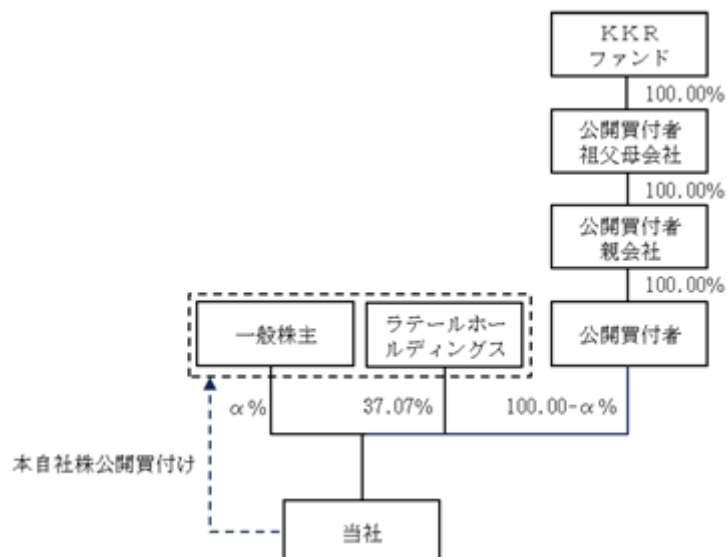 KKR
ファンド
100.00%
公開買付者
祖父母会社
100.00%
公開買付者
親会社
100.00%
一般株主
ラテールホー
ルディングス
公開買付者
α%
37.07%
100.00-α%
本自社株公開買付け
当社